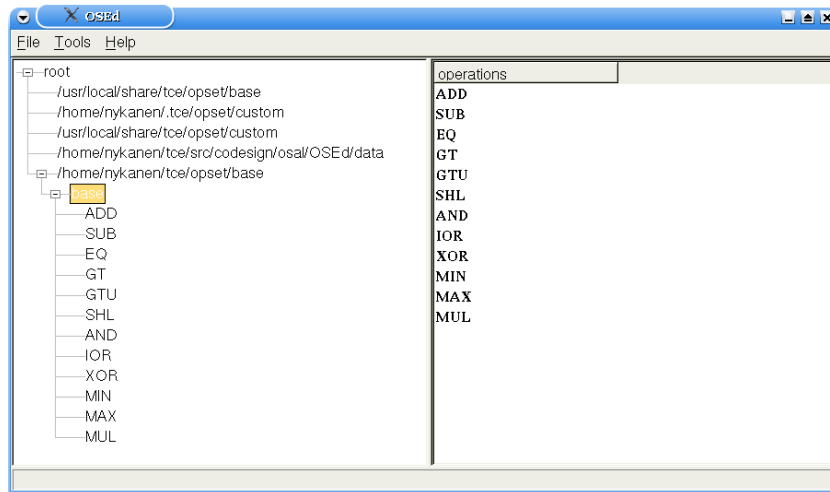 OSEd
File Tools Help
root
/usr/local/share/tce/opset/base
/home/nykanen/.tce/opset/custom
/usr/local/share/tce/opset/custom
/home/nykanen/tce/src/codesign/osal/OSEd/data
/home/nykanen/tce/opset/base
base
ADD
SUB
EQ
GT
GTU
SHL
AND
IOR
XOR
MIN
MAX
MUL
operations
ADD
SUB
EQ
GT
GTU
SHL
AND
IOR
XOR
MIN
MAX
MUL